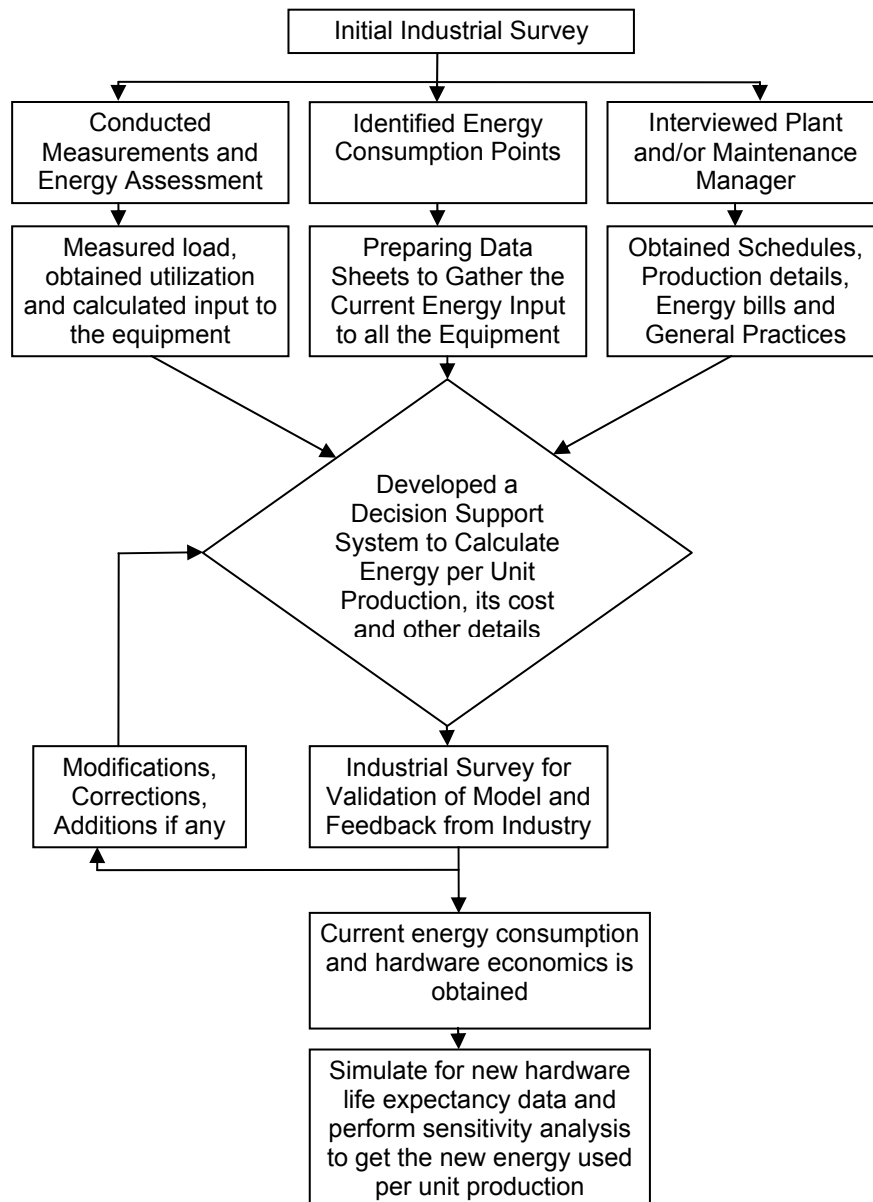 Initial Industrial Survey
Conducted
Measurements and
Energy Assessment
Identified Energy
Consumption Points
Interviewed Plant
and/or Maintenance
Manager
Measured load,
obtained utilization
and calculated input to
the equipment
Preparing Data
Sheets to Gather the
Current Energy Input
to all the Equipment
Obtained Schedules,
Production details,
Energy bills and
General Practices
Developed a
Decision Support
System to Calculate
Energy per Unit
Production, its cost
and other details
Modifications,
Corrections,
Additions if any
Industrial Survey for
Validation of Model and
Feedback from Industry
Current energy consumption
and hardware economics is
obtained
Simulate for new hardware
life expectancy data and
perform sensitivity analysis
to get the new energy used
per unit production